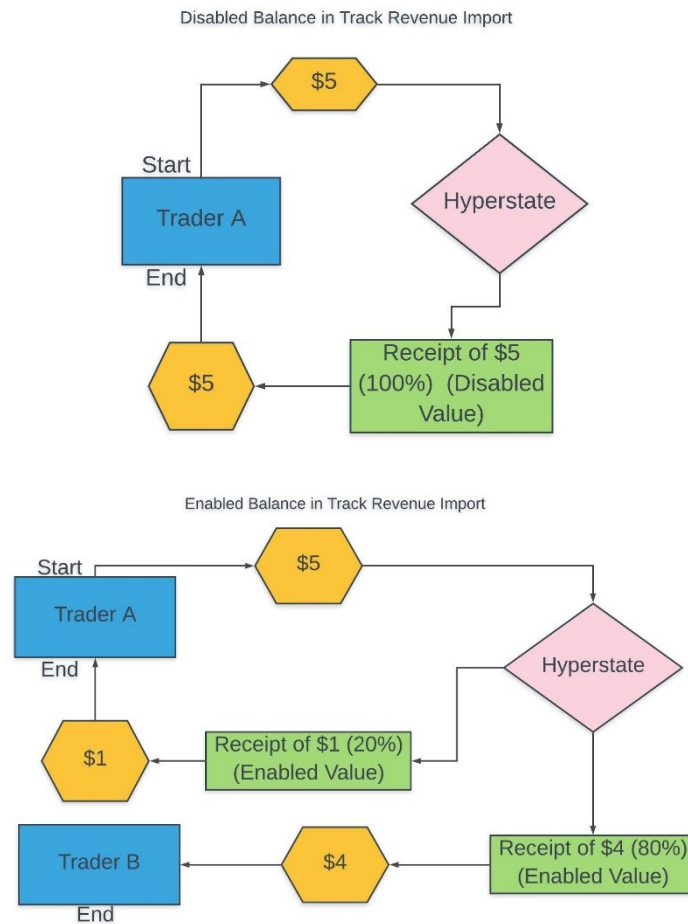 Disabled Balance in Track Revenue Import
$5
Start
Trader A
Hyperstate
End
Receipt of $5
(100%) (Disabled
Value)
$5
Enabled Balance in Track Revenue Import
Start
$5
Trader A
Hyperstate
End
Receipt of $1 (20%)
(Enabled Value)
$1
Trader B
$4
Receipt of $4 (80%)
(Enabled Value)
End